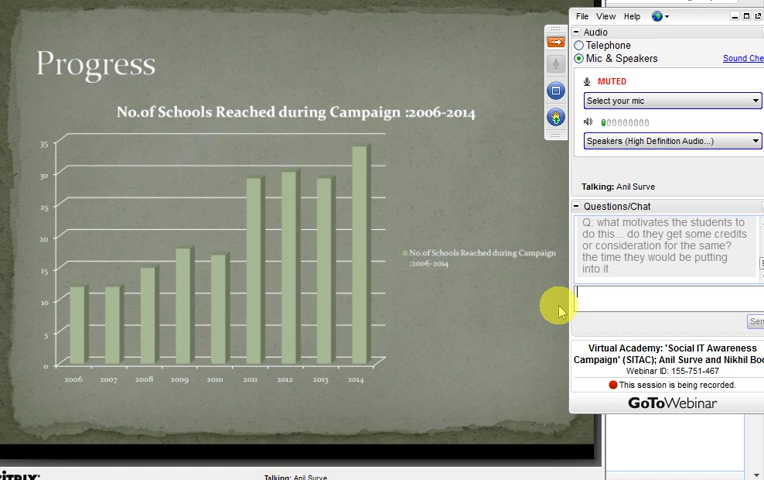 Progress
No.of Schools Reached during Campaign :2006-2014
35
30
25
20
15
10
5
0
2006 2007 2008 2009 2010 2011 2012 2013 2014
No.of Schools Reached during Campaign
:2006-2014
Talking: Anil Surve
File View Help
Audio
Telephone
Mic & Speakers Sound Che
MUTED
Select your mic
Speakers (High Definition Audio...)
Talking: Anil Surve
Questions/Chat
Q: what motivates the students to
do this... do they get some credits
or consideration for the same?
the time they would be putting
into it
Sen
Virtual Academy: 'Social IT Awareness
Campaign' (SITAC); Anil Surve and Nikhil Boo
Webinar ID: 155-751-467
This session is being recorded.
GoToWebinar